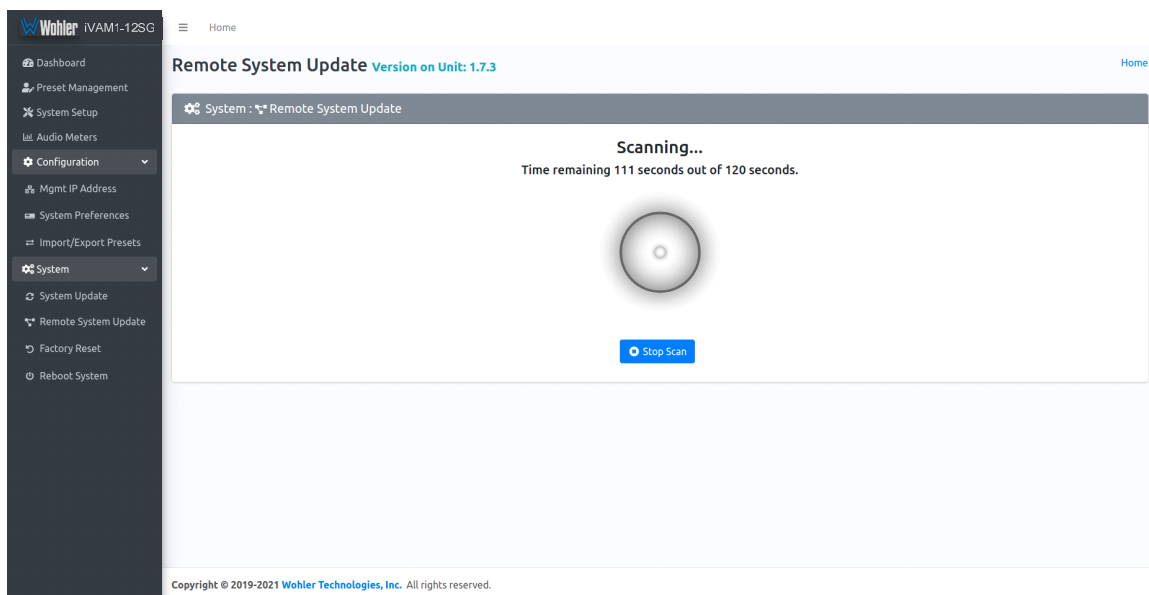 Wohler iVAM1-12SG
Home
Dashboard
Preset Management
System Setup
Audio Meters
Configuration
Mgmt IP Address
System Preferences
Import/Export Presets
System
System Update
Remote System Update
Factory Reset
Reboot System
Remote System Update Version on Unit: 1.7.3
Home
System : Remote System Update
Scanning...
Time remaining 111 seconds out of 120 seconds.
Stop Scan
Copyright © 2019-2021 Wohler Technologies, Inc. All rights reserved.